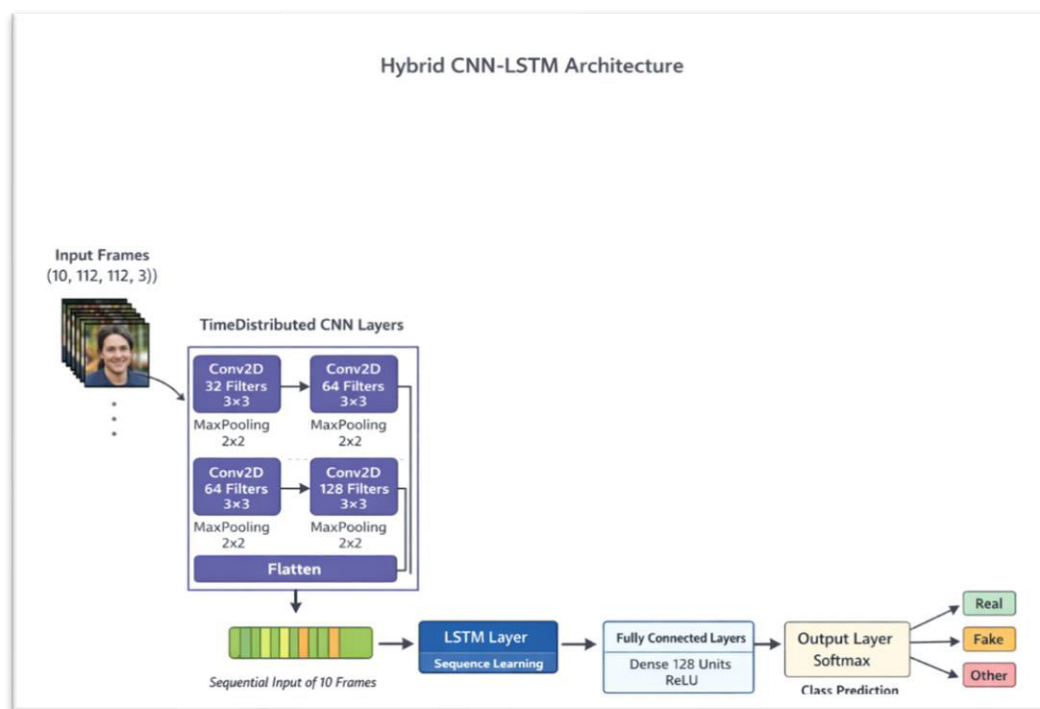 Hybrid CNN-LSTM Architecture
Input Frames
(10, 112, 112, 3))
TimeDistributed CNN Layers
Conv2D
32 Filters
3×3
Conv2D
64 Filters
3×3
MaxPooling
2x2
MaxPooling
2x2
Conv2D
64 Filters
3×3
Conv2D
128 Filters
3×3
MaxPooling
2x2
MaxPooling
2x2
Flatten
Sequential Input of 10 Frames
LSTM Layer
Sequence Learning
Fully Connected Layers
Dense 128 Units
ReLU
Output Layer
Softmax
Class Prediction
Real
Fake
Other